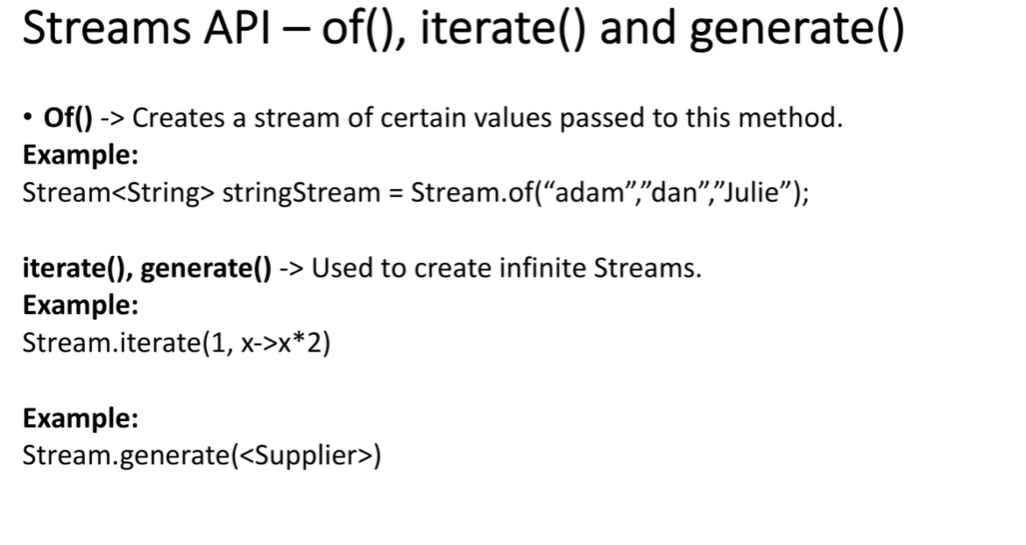 Streams API – of(), iterate() and generate()
• Of() -> Creates a stream of certain values passed to this method.
Example:
Stream<String> stringStream = Stream.of(“adam”,”dan”,”Julie”);
iterate(), generate() -> Used to create infinite Streams.
Example:
Stream.iterate(1, x->x*2)
Example:
Stream.generate(<Supplier>)